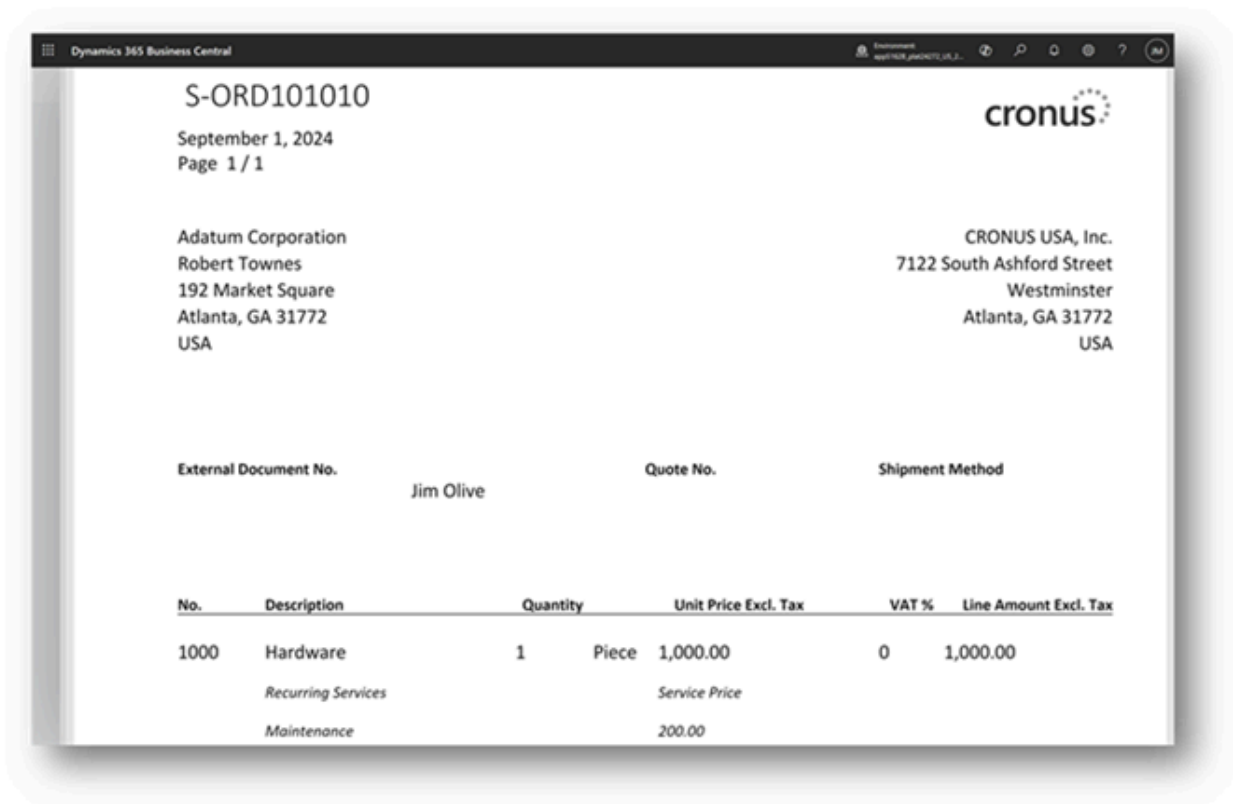 Dynamics 365 Business Central
Environment:
? JM
S-ORD101010
cronus
September 1, 2024
Page 1 / 1
Adatum Corporation
CRONUS USA, Inc.
Robert Townes
7122 South Ashford Street
192 Market Square
Westminster
Atlanta, GA 31772
Atlanta, GA 31772
USA
USA
External Document No. Quote No. Shipment Method
Jim Olive
No. Description Quantity Unit Price Excl. Tax VAT % Line Amount Excl. Tax
1000 Hardware 1 Piece 1,000.00 0 1,000.00
Recurring Services Service Price
Maintenance 200.00